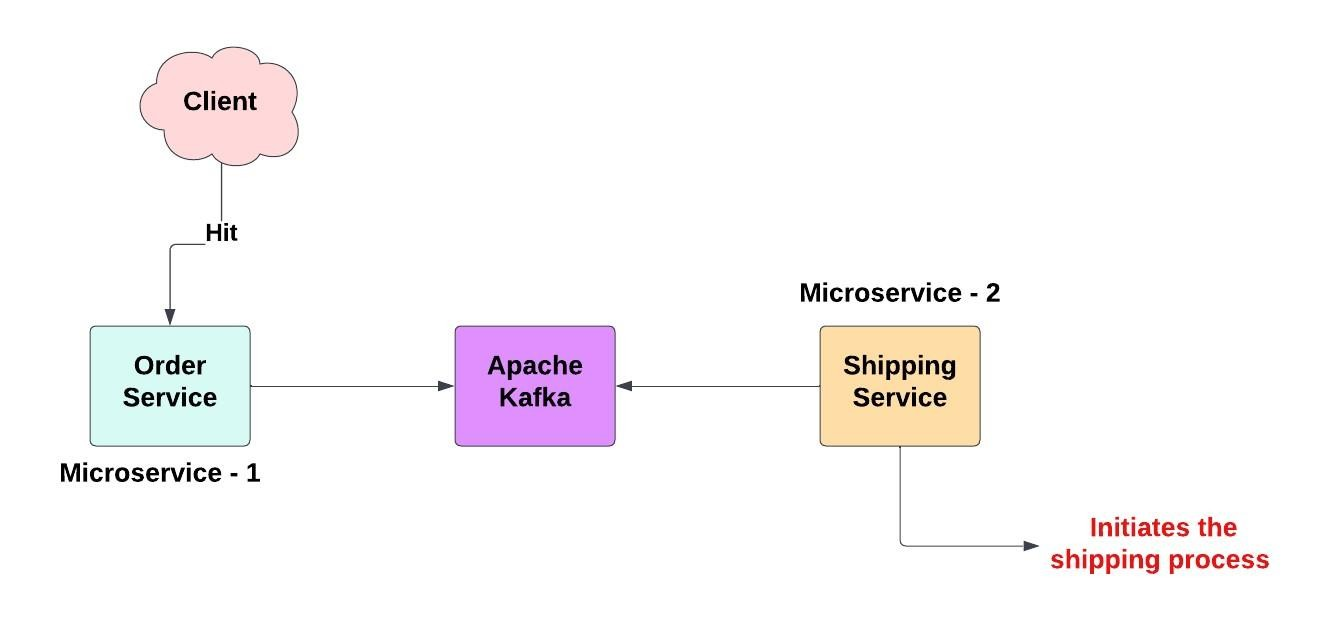 Client
Hit
Microservice - 2
Order
Service
Apache
Kafka
Shipping
Service
Microservice - 1
Initiates the
shipping process